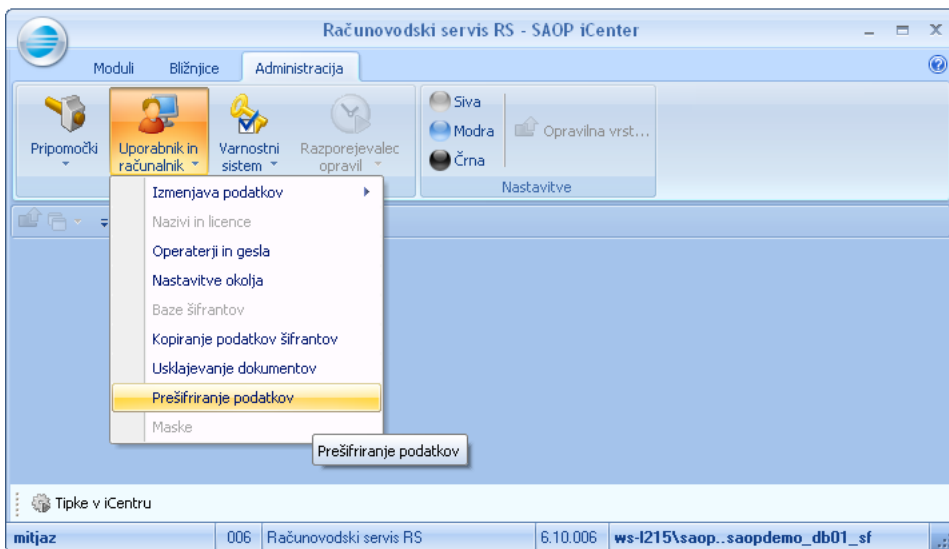 Računovodski servis RS - SAOP iCenter
Moduli Bližnjice Administracija
Pripomočki
Uporabnik in računalnik
Varnostni sistem
Razporejevalec opravil
Siva
Modra
Črna
Opravilna vrst...
Nastavitve
Izmenjava podatkov
Nazivi in licence
Operaterji in gesla
Nastavitve okolja
Baze šifrantov
Kopiranje podatkov šifrantov
Usklajevanje dokumentov
Prešifriranje podatkov
Maske
Prešifriranje podatkov
Tipke v iCentru
mitjaz 006 Računovodski servis RS 6.10.006 ws-l215\saop..saopdemo_db01_sf